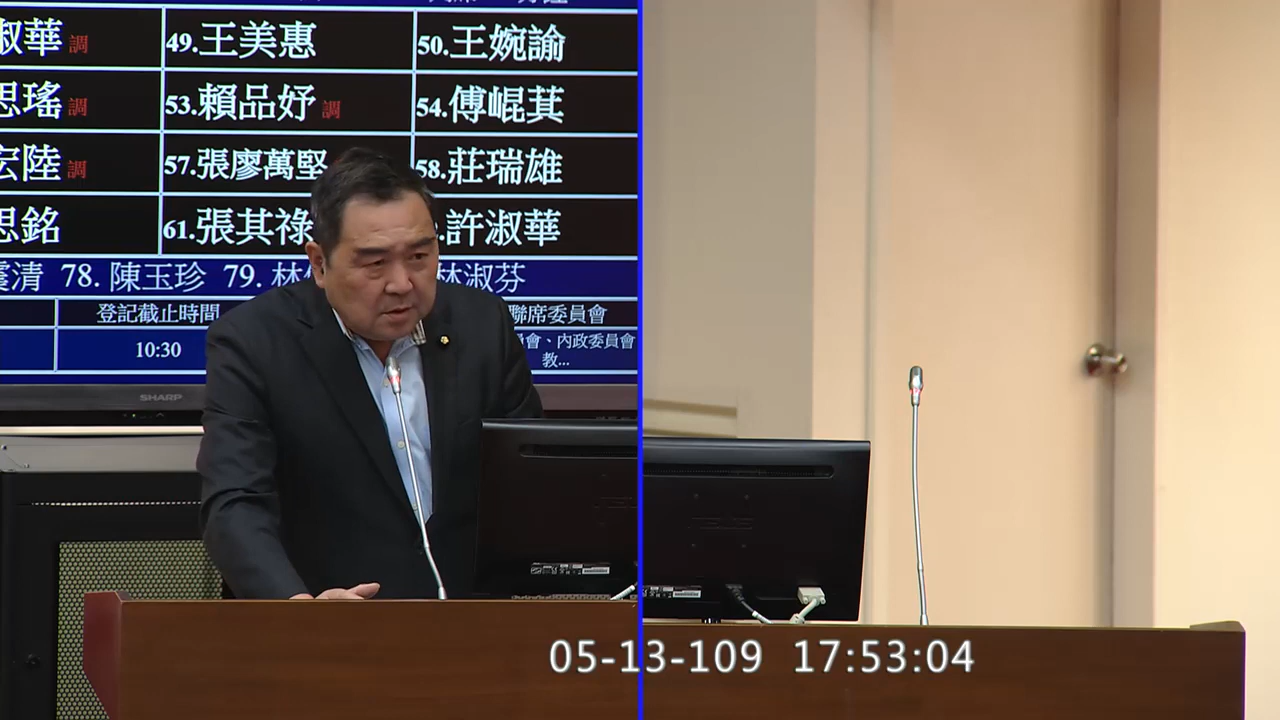 淑華 調 49.王美惠 50.王婉諭
思瑤 調 53.賴品妤 調 54.傅崐萁
宏陸 調 57.張廖萬堅 58.莊瑞雄
思銘 61.張其祿 許淑華
78. 陳玉珍 79. 林 林淑芬
登記截止時間 聯席委員會
10:30 員會、內政委員會
教...
SHARP
05-13-109 17:53:04